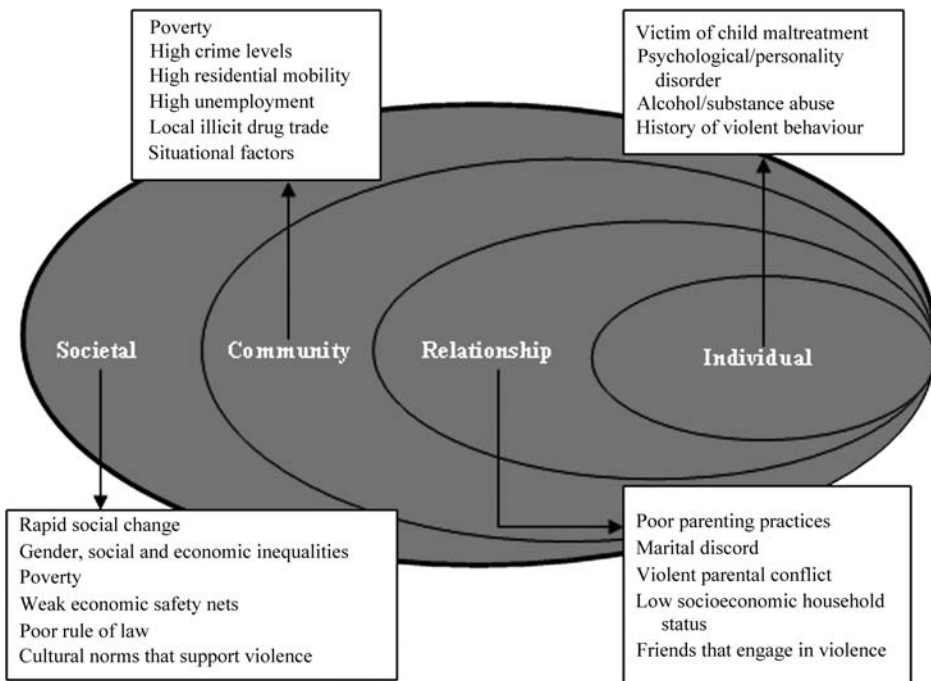 Poverty
High crime levels
High residential mobility
High unemployment
Local illicit drug trade
Situational factors
Victim of child maltreatment
Psychological/personality
disorder
Alcohol/substance abuse
History of violent behaviour
Societal
Community
Relationship
Individual
Rapid social change
Gender, social and economic inequalities
Poverty
Weak economic safety nets
Poor rule of law
Cultural norms that support violence
Poor parenting practices
Marital discord
Violent parental conflict
Low socioeconomic household
status
Friends that engage in violence